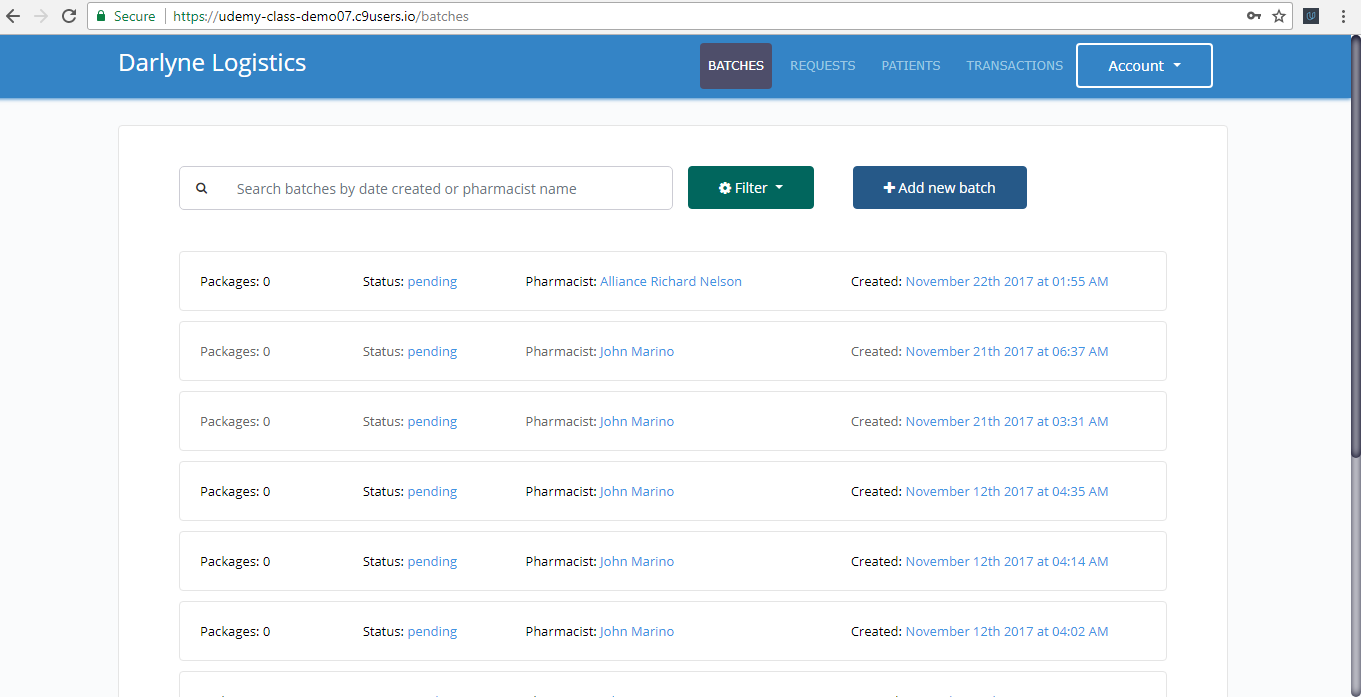 Secure https://udemy-class-demo07.c9users.io/batches
Darlyne Logistics BATCHES REQUESTS PATIENTS TRANSACTIONS Account
Search batches by date created or pharmacist name Filter Add new batch
Packages: 0 Status: pending Pharmacist: Alliance Richard Nelson Created: November 22th 2017 at 01:55 AM
Packages: 0 Status: pending Pharmacist: John Marino Created: November 21th 2017 at 06:37 AM
Packages: 0 Status: pending Pharmacist: John Marino Created: November 21th 2017 at 03:31 AM
Packages: 0 Status: pending Pharmacist: John Marino Created: November 12th 2017 at 04:35 AM
Packages: 0 Status: pending Pharmacist: John Marino Created: November 12th 2017 at 04:14 AM
Packages: 0 Status: pending Pharmacist: John Marino Created: November 12th 2017 at 04:02 AM